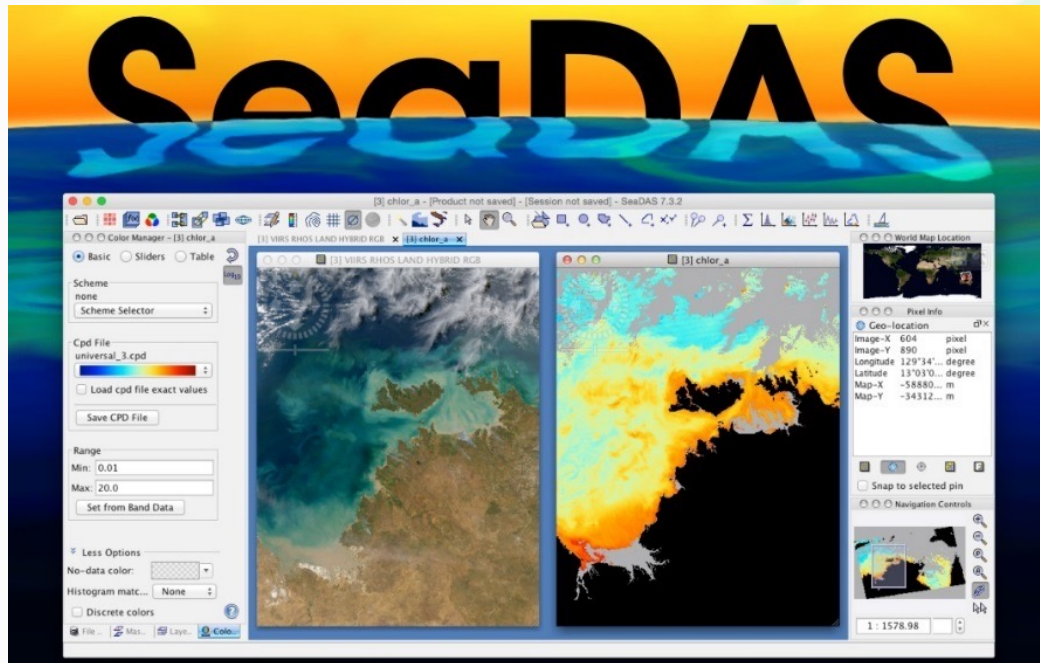 SeaDAS
[3] chlor_a - [Product not saved] - [Session not saved] - SeaDAS 7.3.2
Color Manager - [3] chlor_a
Basic Sliders Table
Scheme
none
Scheme Selector
Cpd File
universal_3.cpd
Load cpd file exact values
Save CPD File
Range
Min: 0.01
Max: 20.0
Set from Band Data
Less Options
No-data color:
Histogram matc... None
Discrete colors
File ... Mas... Laye... Colo...
[3] VIIRS RHOS LAND HYBRID RGB [3] chlor_a
[3] VIIRS RHOS LAND HYBRID RGB
[3] chlor_a
World Map Location
Pixel Info
Geo-location
Image-X 604 pixel
Image-Y 890 pixel
Longitude 129°34'... degree
Latitude 13°03'0... degree
Map-X -58880... m
Map-Y -34312... m
Snap to selected pin
Navigation Controls
1 : 1578.98